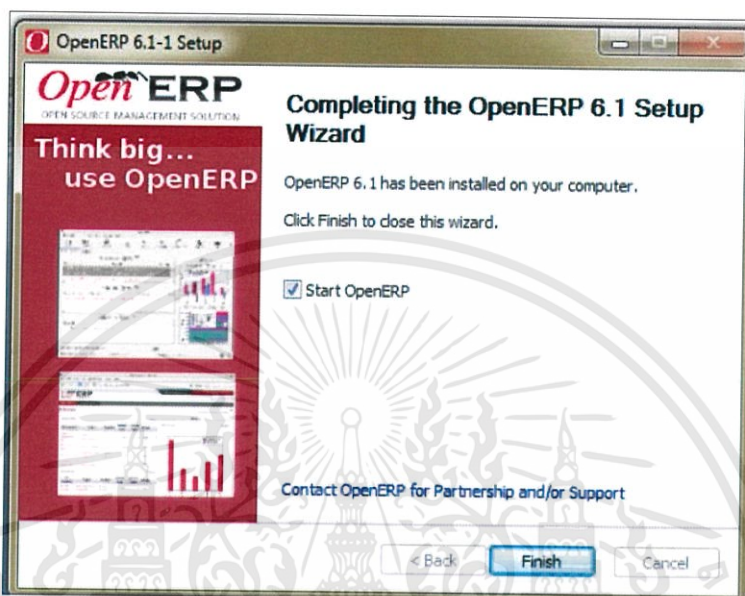 OpenERP 6.1-1 Setup
Open ERP
OPEN SOURCE MANAGEMENT SOLUTION
Think big...
use OpenERP
Completing the OpenERP 6.1 Setup
Wizard
OpenERP 6.1 has been installed on your computer.
Click Finish to close this wizard.
Start OpenERP
Contact OpenERP for Partnership and/or Support
< Back
Finish
Cancel